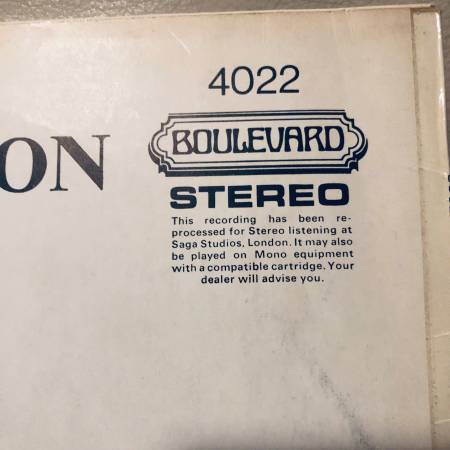 4022
BOULEVARD
ON
STEREO
This recording has been re-
processed for Stereo listening at
Saga Studios, London. It may also
be played on Mono equipment
with a compatible cartridge. Your
dealer will advise you.